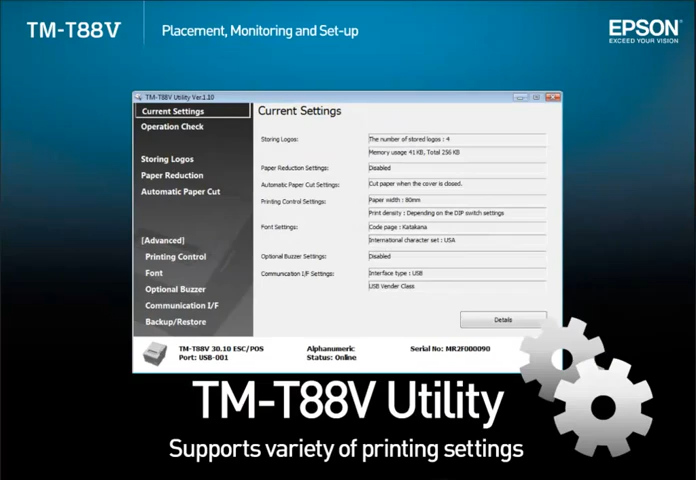 TM-T88V
Placement, Monitoring and Set-up
EPSON
EXCEED YOUR VISION
TM-T88V Utility Ver.1.10
Current Settings
Operation Check
Storing Logos
Paper Reduction
Automatic Paper Cut
[Advanced]
Printing Control
Font
Optional Buzzer
Communication I/F
Backup/Restore
Current Settings
Storing Logos: The number of stored logos : 4
Memory usage 41 KB, Total 256 KB
Paper Reduction Settings: Disabled
Automatic Paper Cut Settings: Cut paper when the cover is closed.
Printing Control Settings: Paper width : 80mm
Print density : Depending on the DIP switch settings
Font Settings: Code page : Katakana
International character set : USA
Optional Buzzer Settings: Disabled
Communication I/F Settings: Interface type : USB
USB Vender Class
Details
TM-T88V 30.10 ESC/POS Alphanumeric Serial No: MR2F000090
Port: USB-001 Status: Online
TM-T88V Utility
Supports variety of printing settings